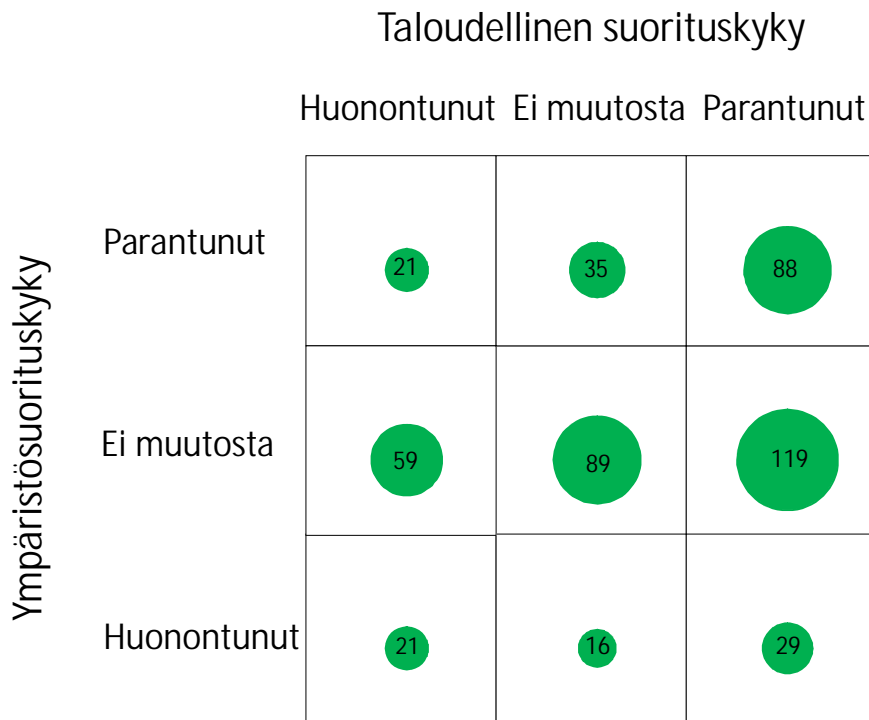 Taloudellinen suorituskyky
Huonontunut Ei muutosta Parantunut
Ympäristösuorituskyky
Parantunut
21 35 88
Ei muutosta
59 89 119
Huonontunut
21 16 29